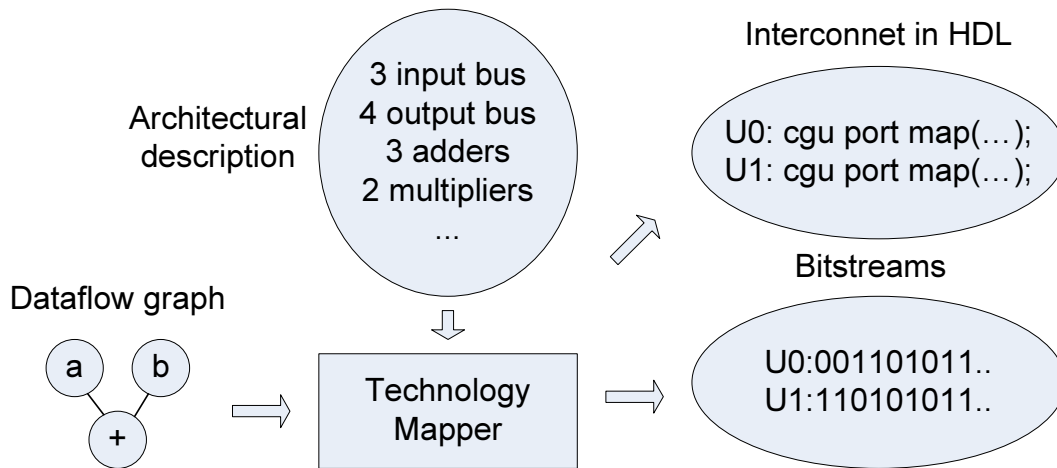 Interconnet in HDL
3 input bus
4 output bus
3 adders
2 multipliers
...
Architectural
description
U0: cgu port map(...);
U1: cgu port map(...);
Bitstreams
Dataflow graph
a
b
+
Technology
Mapper
U0:001101011..
U1:110101011..